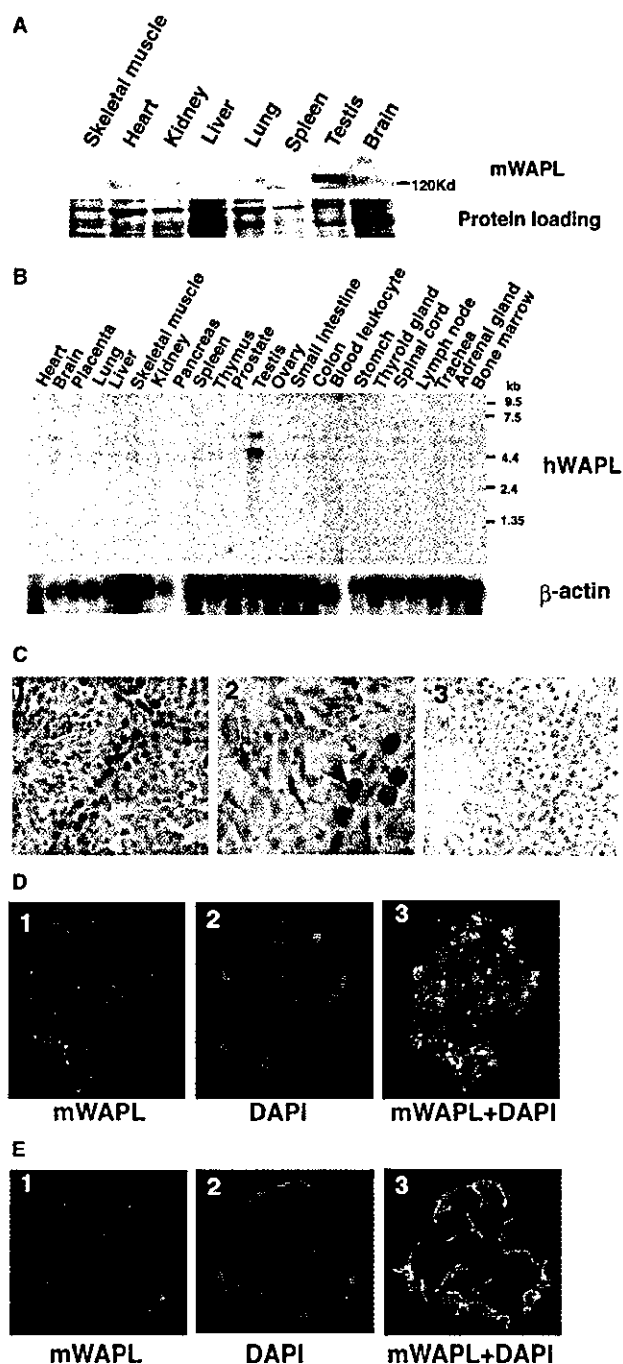 A
Skeletal muscle
Heart
Kidney
Liver
Lung
Spleen
Testis
Brain
mWAPL
120Kd
Protein loading
B
Heart
Brain
Placenta
Lung
Liver
Skeletal muscle
Kidney
Pancreas
Spleen
Thymus
Prostate
Testis
Ovary
Small intestine
Colon
Blood leukocyte
Stomch
Thyroid gland
Spinal cord
Lymph node
Trachea
Adrenal gland
Bone marrow
kb
9.5
7.5
4.4
hWAPL
2.4
1.35
β-actin
C
1
2
3
D
1
2
3
mWAPL
DAPI
mWAPL+DAPI
E
1
2
3
mWAPL
DAPI
mWAPL+DAPI